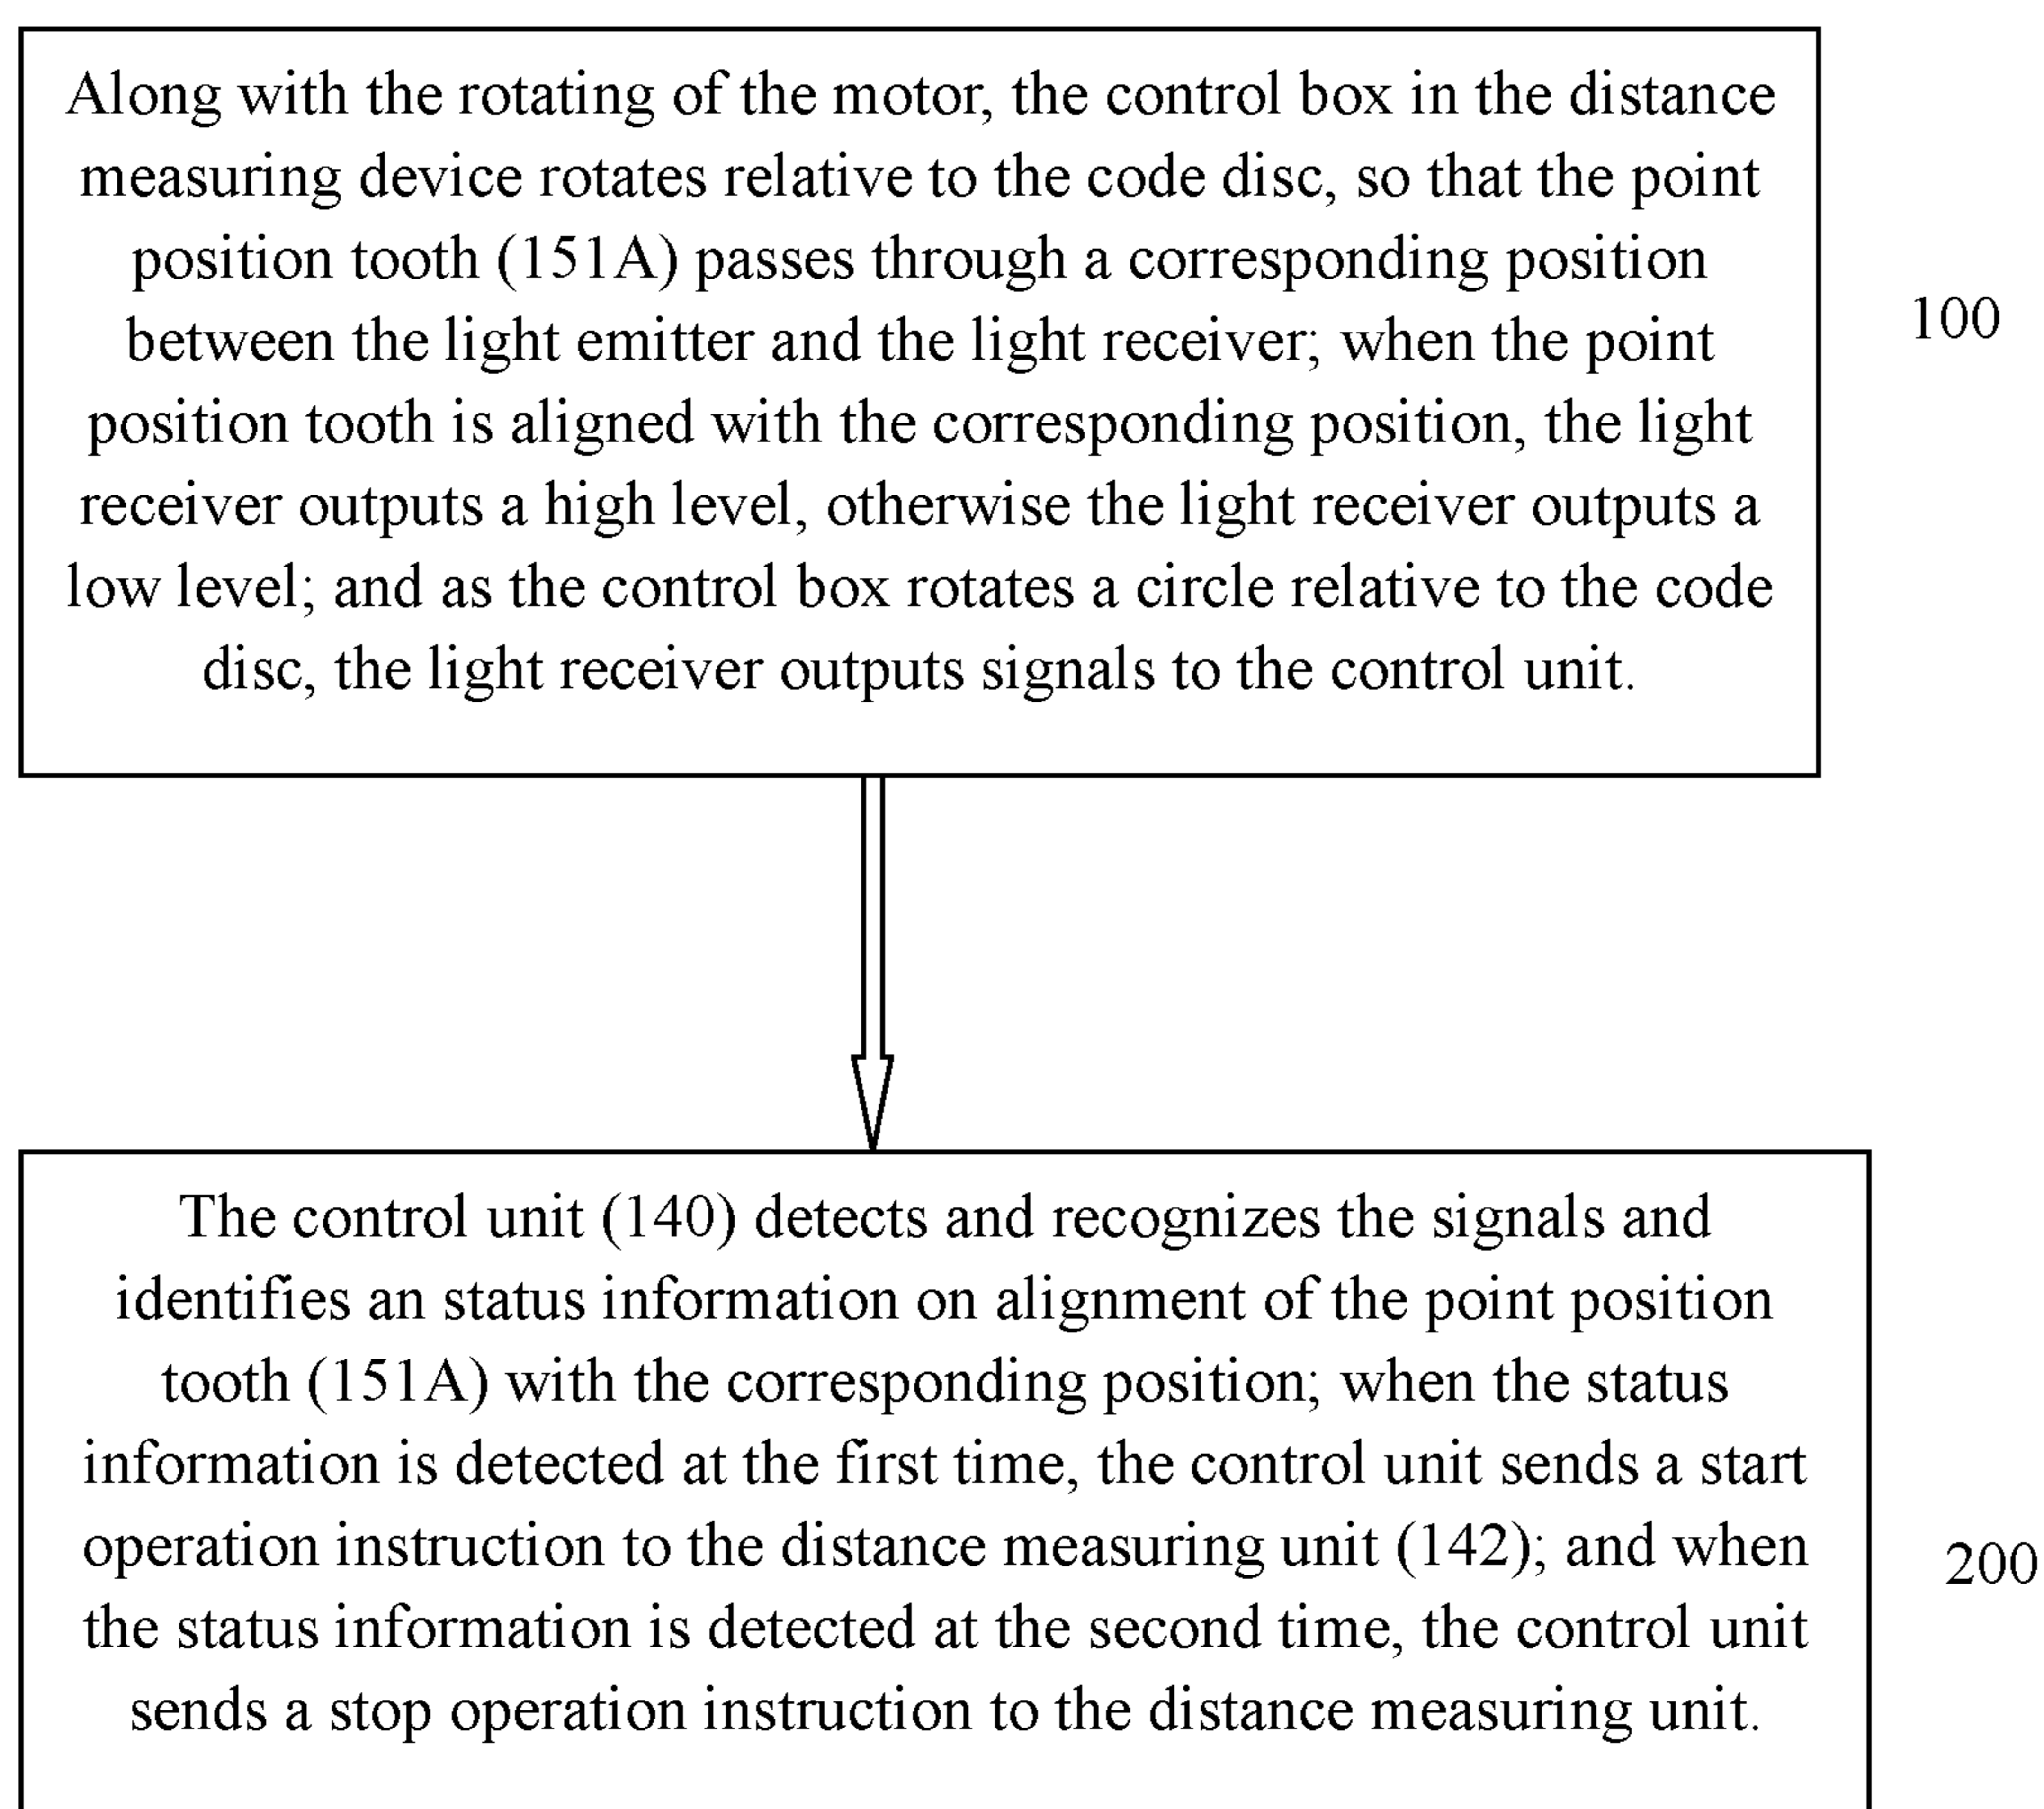 Along with the rotating of the motor, the control box in the distance
measuring device rotates relative to the code disc, so that the point
position tooth (151A) passes through a corresponding position
between the light emitter and the light receiver; when the point
position tooth is aligned with the corresponding position, the light
receiver outputs a high level, otherwise the light receiver outputs a
low level; and as the control box rotates a circle relative to the code
disc, the light receiver outputs signals to the control unit.
100
The control unit (140) detects and recognizes the signals and
identifies an status information on alignment of the point position
tooth (151A) with the corresponding position; when the status
information is detected at the first time, the control unit sends a start
operation instruction to the distance measuring unit (142); and when
the status information is detected at the second time, the control unit
sends a stop operation instruction to the distance measuring unit.
200